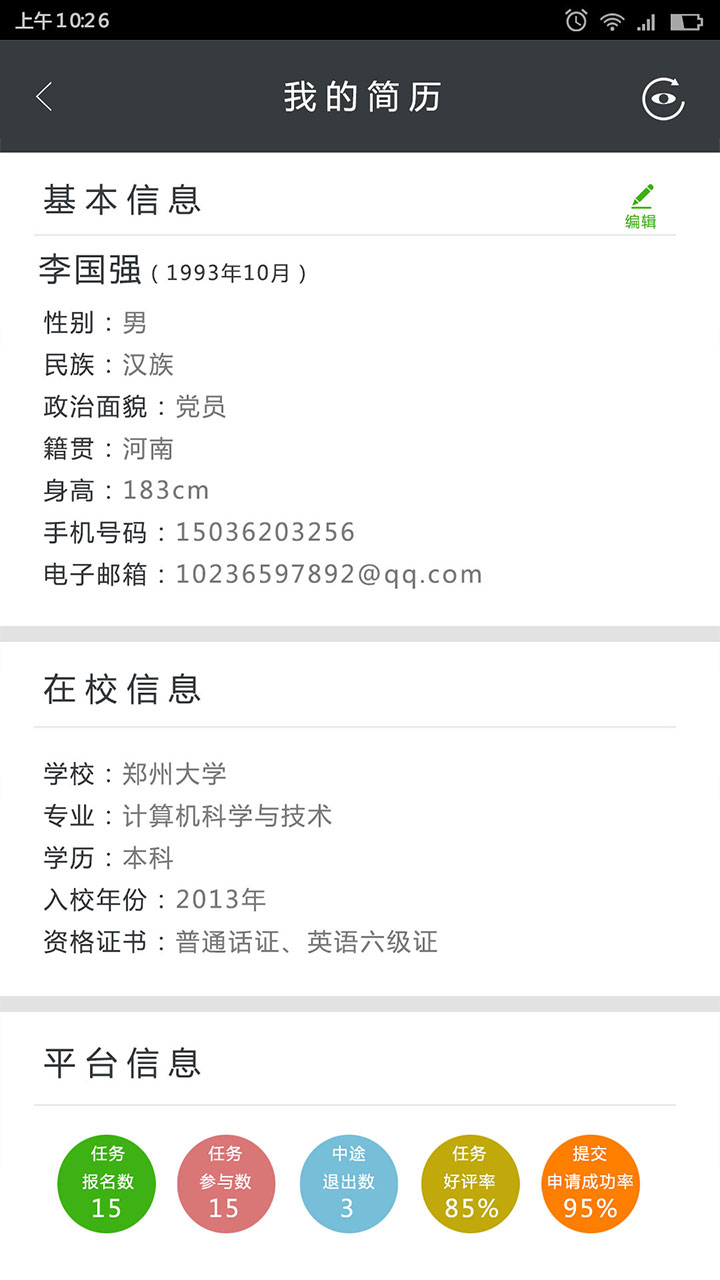 上午10:26
我的简历
基本信息
编辑
李国强(1993年10月)
性别：男
民族：汉族
政治面貌：党员
籍贯：河南
身高：183cm
手机号码：15036203256
电子邮箱：10236597892@qq.com
在校信息
学校：郑州大学
专业：计算机科学与技术
学历：本科
入校年份：2013年
资格证书：普通话证、英语六级证
平台信息
任务
报名数
15
任务
参与数
15
中途
退出数
3
任务
好评率
85%
提交
申请成功率
95%